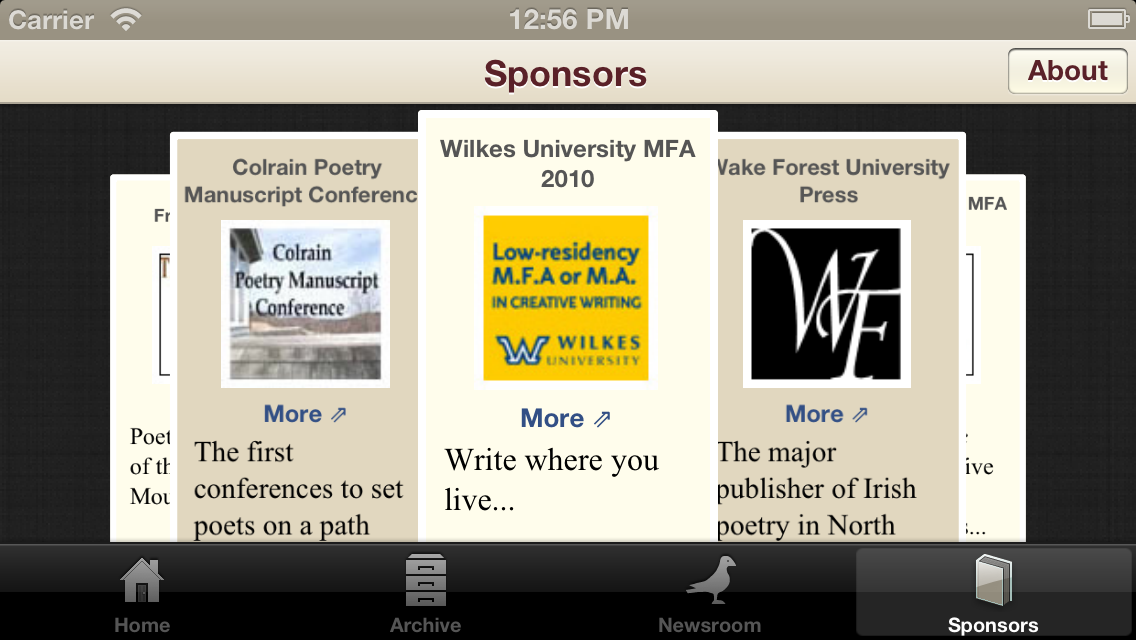 Carrier
12:56 PM
Sponsors
About
Colrain Poetry
Manuscript Conferenc
Colrain
Poetry Manuscript
Conference
More ⇗
The first
conferences to set
poets on a path
Wilkes University MFA
2010
Low-residency
M.F.A or M.A.
IN CREATIVE WRITING
WILKES
UNIVERSITY
More ⇗
Write where you
live...
Wake Forest University
Press
WF
More ⇗
The major
publisher of Irish
poetry in North
MFA
ive
s...
Fr
T
Poet
of th
Mou
Home
Archive
Newsroom
Sponsors